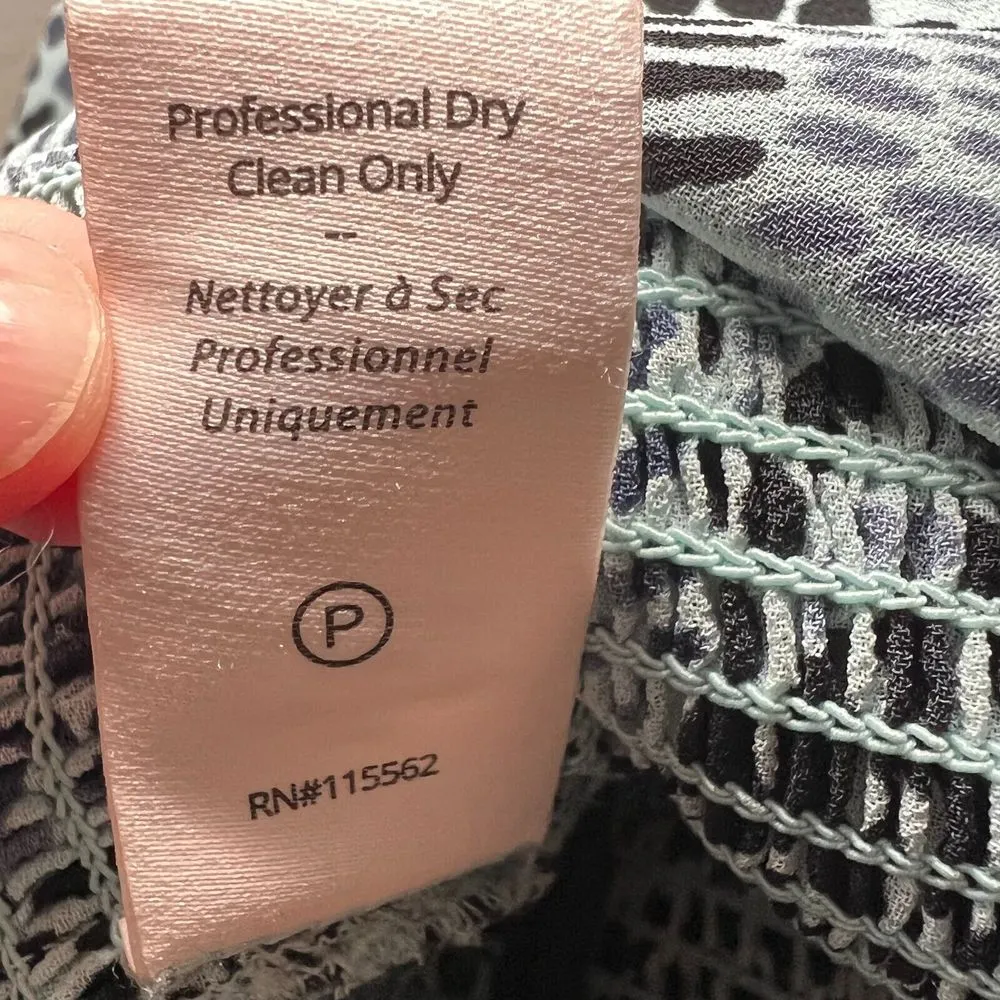 Professional Dry
Clean Only
--
Nettoyer à Sec
Professionnel
Uniquement
P
RN#115562